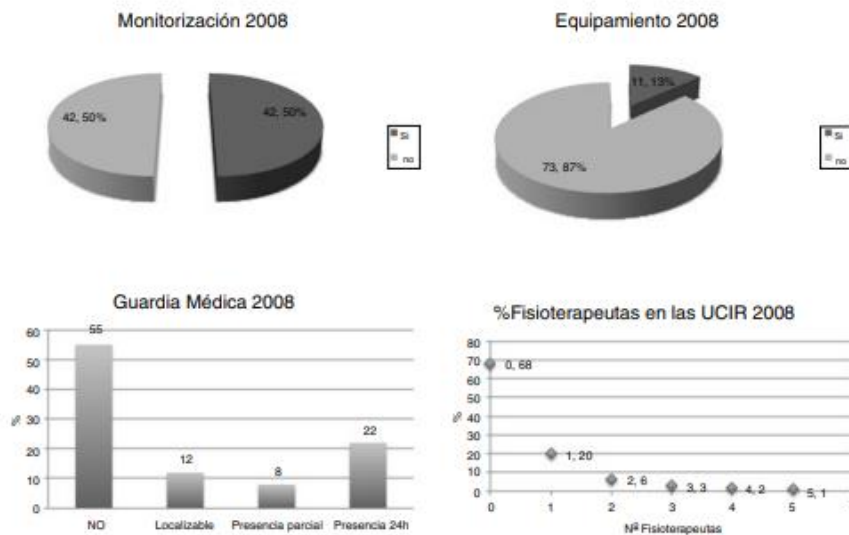 Monitorización 2008
42, 50%
42, 50%
Si
no
Equipamiento 2008
11, 13%
73, 87%
Si
no
Guardia Médica 2008
60
50
40
30
20
10
0
%
55
12
8
22
NO
Localizable
Presencia parcial
Presencia 24h
%Fisioterapeutas en las UCIR 2008
80
70
60
50
40
30
20
10
0
%
0, 68
1, 20
2, 6
3, 3
4, 2
5, 1
0
1
2
3
4
5
Nº Fisioterapeutas